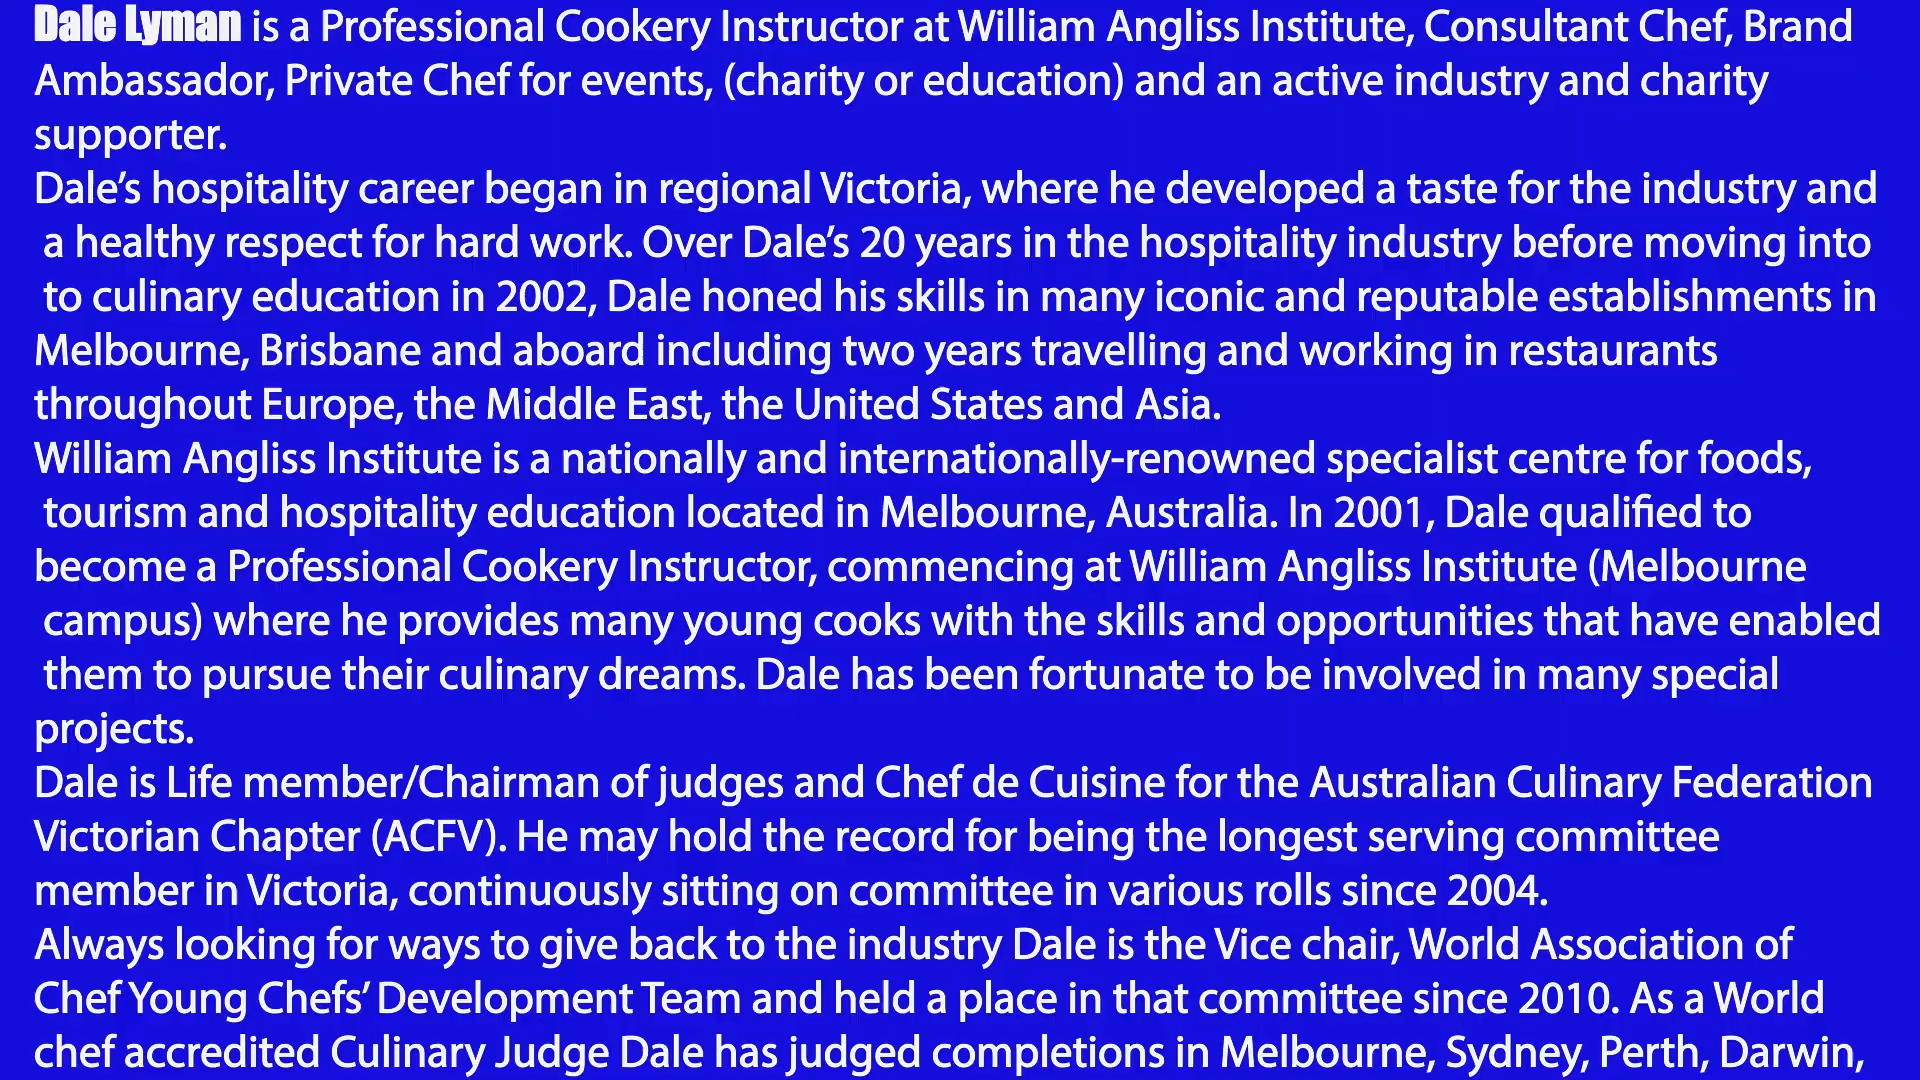 Dale Lyman is a Professional Cookery Instructor at William Angliss Institute, Consultant Chef, Brand
Ambassador, Private Chef for events, (charity or education) and an active industry and charity
supporter.
Dale’s hospitality career began in regional Victoria, where he developed a taste for the industry and
a healthy respect for hard work. Over Dale’s 20 years in the hospitality industry before moving into
to culinary education in 2002, Dale honed his skills in many iconic and reputable establishments in
Melbourne, Brisbane and aboard including two years travelling and working in restaurants
throughout Europe, the Middle East, the United States and Asia.
William Angliss Institute is a nationally and internationally-renowned specialist centre for foods,
tourism and hospitality education located in Melbourne, Australia. In 2001, Dale qualified to
become a Professional Cookery Instructor, commencing at William Angliss Institute (Melbourne
campus) where he provides many young cooks with the skills and opportunities that have enabled
them to pursue their culinary dreams. Dale has been fortunate to be involved in many special
projects.
Dale is Life member/Chairman of judges and Chef de Cuisine for the Australian Culinary Federation
Victorian Chapter (ACFV). He may hold the record for being the longest serving committee
member in Victoria, continuously sitting on committee in various rolls since 2004.
Always looking for ways to give back to the industry Dale is the Vice chair, World Association of
Chef Young Chefs’ Development Team and held a place in that committee since 2010. As a World
chef accredited Culinary Judge Dale has judged completions in Melbourne, Sydney, Perth, Darwin,